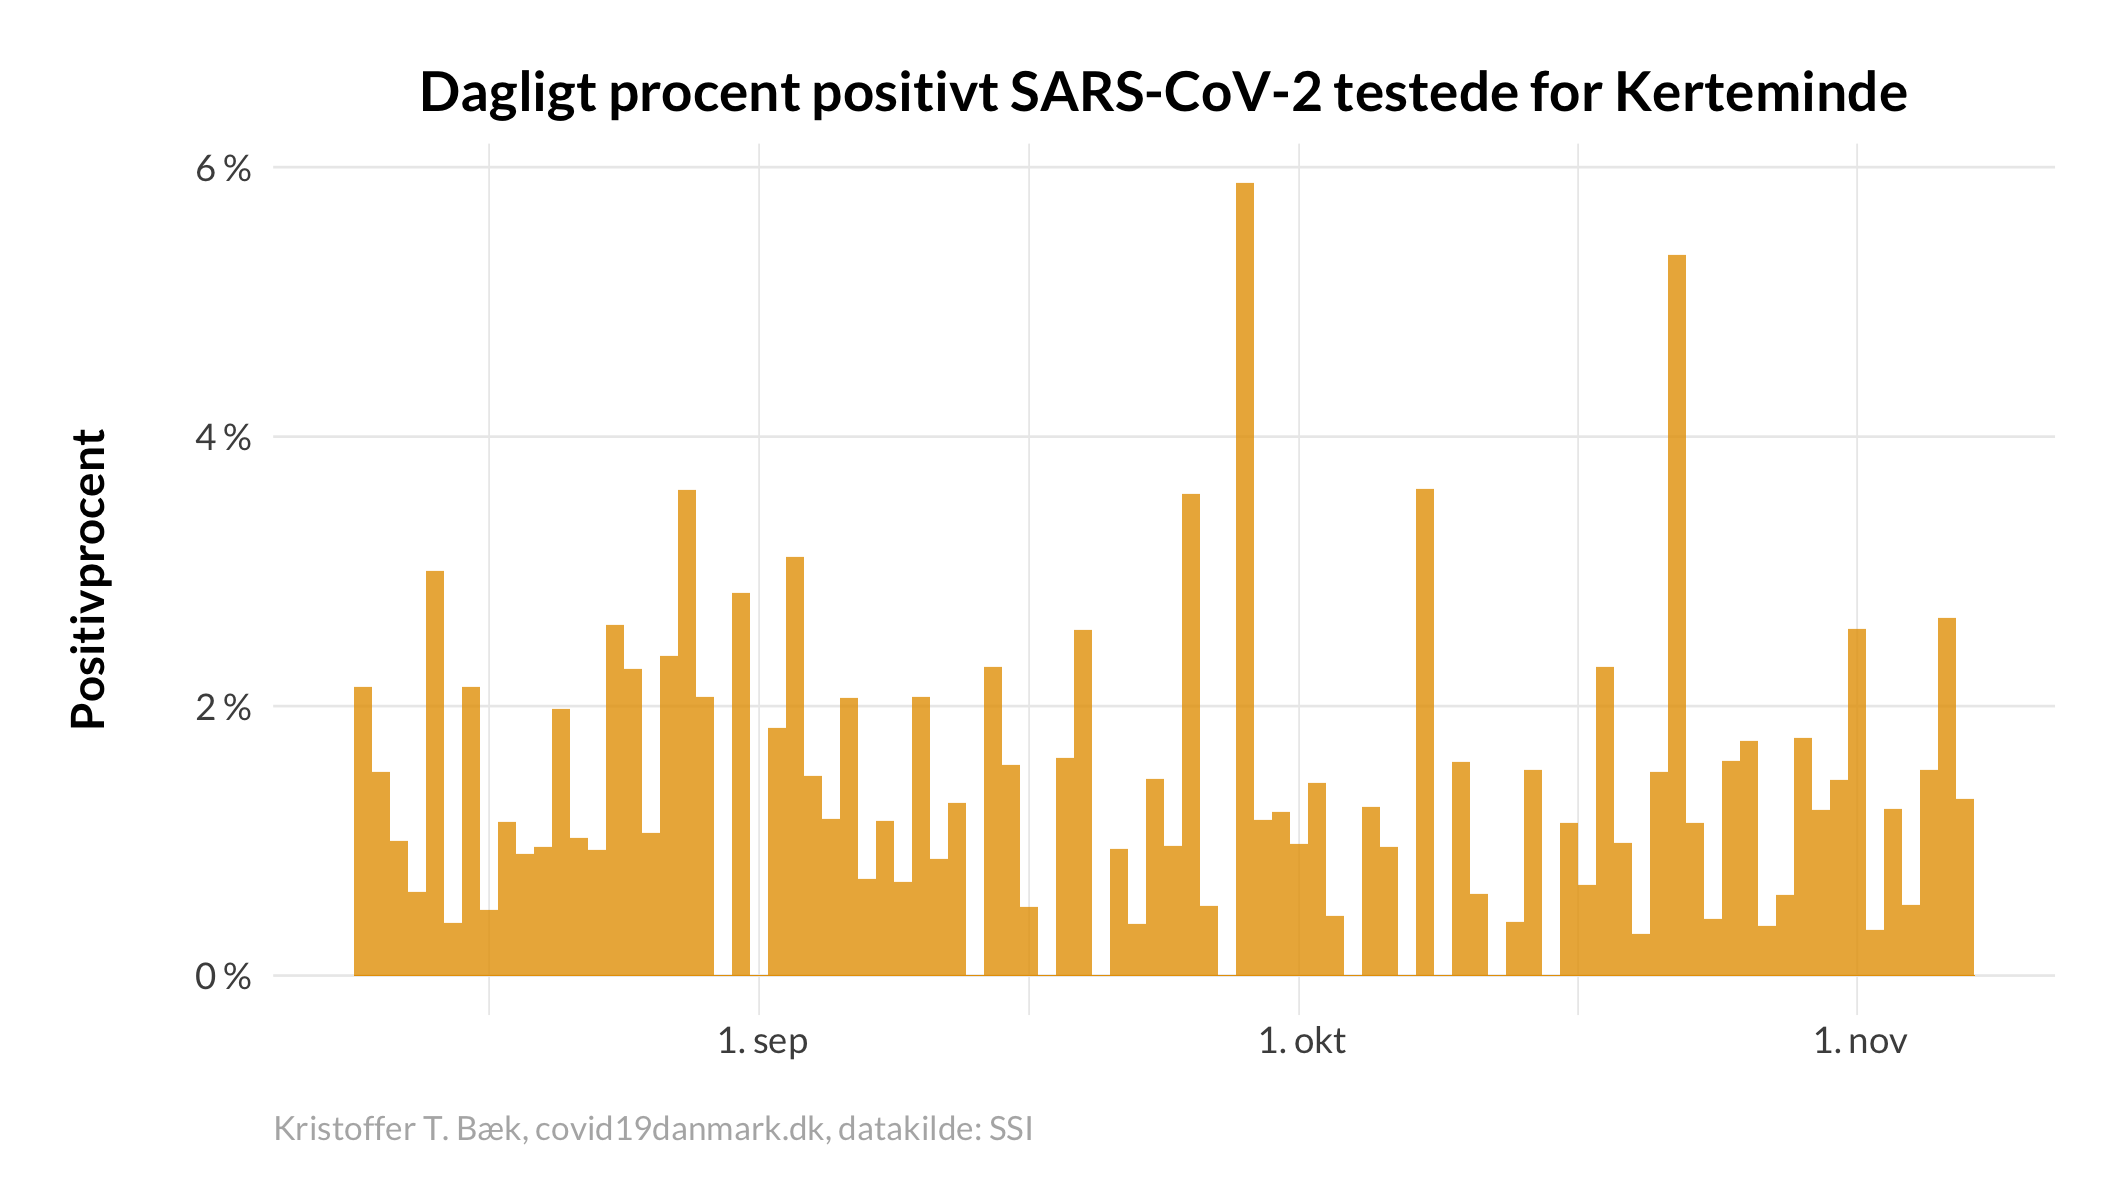 Dagligt procent positivt SARS-CoV-2 testede for Kerteminde
Positivprocent
6 %
4 %
2 %
0 %
1. sep
1. okt
1. nov
Kristoffer T. Bæk, covid19danmark.dk, datakilde: SSI